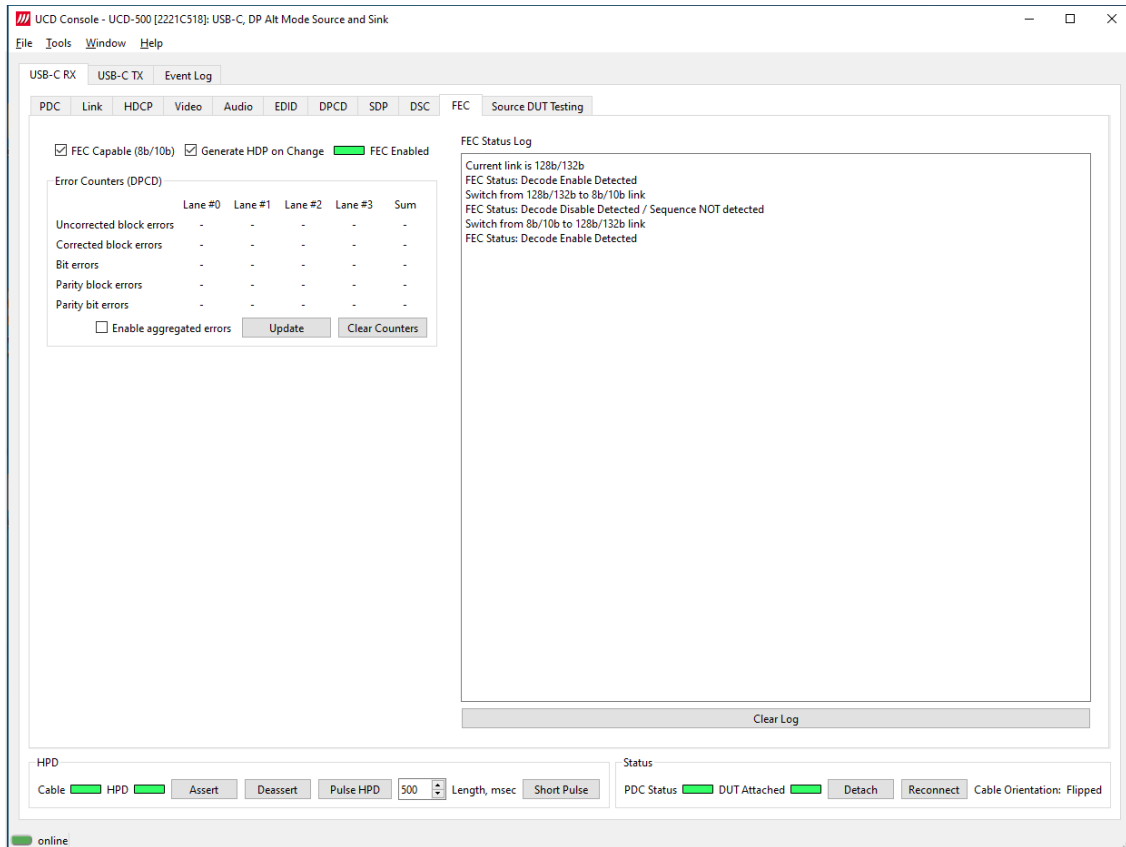 UCD Console - UCD-500 [2221C518]: USB-C, DP Alt Mode Source and Sink
File Tools Window Help
USB-C RX USB-C TX Event Log
PDC Link HDCP Video Audio EDID DPCD SDP DSC FEC Source DUT Testing
FEC Capable (8b/10b) Generate HDP on Change FEC Enabled
Error Counters (DPCD)
Lane #0 Lane #1 Lane #2 Lane #3 Sum
Uncorrected block errors - - - - -
Corrected block errors - - - - -
Bit errors - - - - -
Parity block errors - - - - -
Parity bit errors - - - - -
Enable aggregated errors Update Clear Counters
FEC Status Log
Current link is 128b/132b
FEC Status: Decode Enable Detected
Switch from 128b/132b to 8b/10b link
FEC Status: Decode Disable Detected / Sequence NOT detected
Switch from 8b/10b to 128b/132b link
FEC Status: Decode Enable Detected
Clear Log
HPD
Cable HPD Assert Deassert Pulse HPD 500 Length, msec Short Pulse
Status
PDC Status DUT Attached Detach Reconnect Cable Orientation: Flipped
online